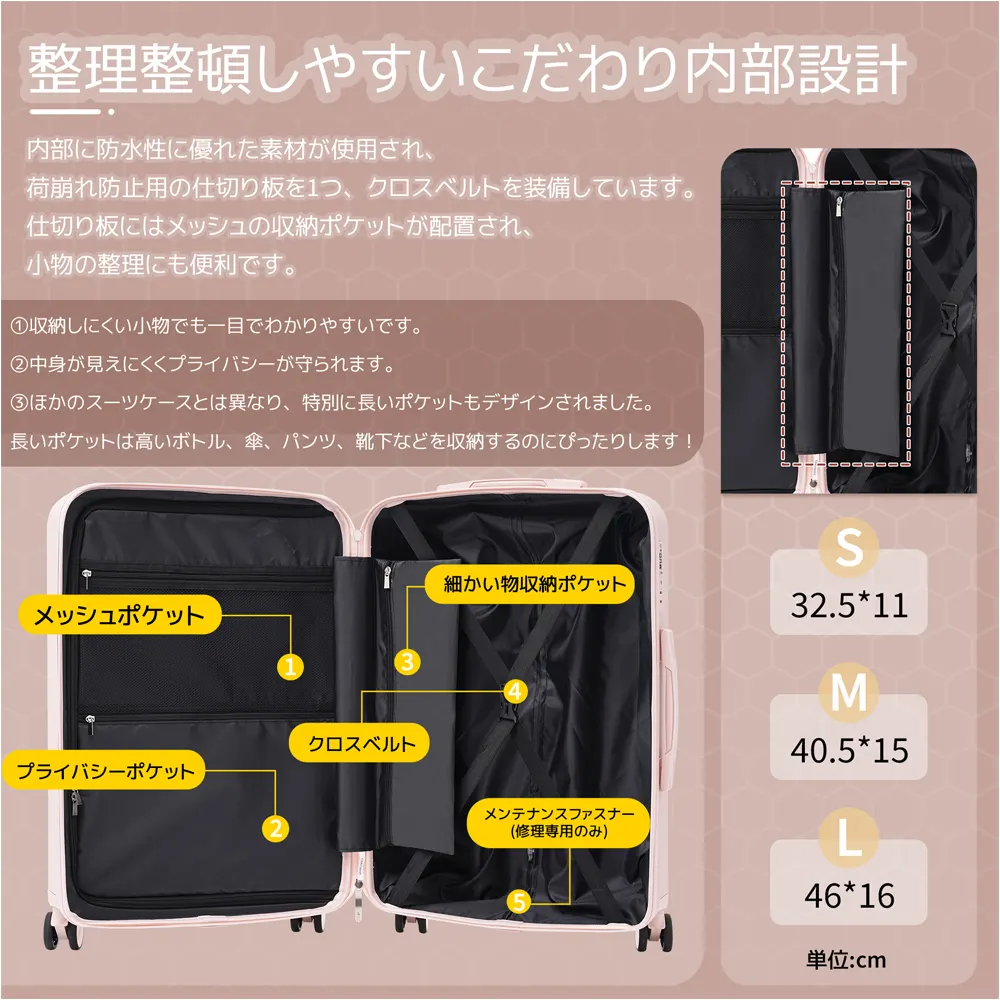 整理整頓しやすいこだわり内部設計
内部に防水性に優れた素材が使用され、
荷崩れ防止用の仕切り板を1つ、クロスベルトを装備しています。
仕切り板にはメッシュの収納ポケットが配置され、
小物の整理にも便利です。
①収納しにくい小物でも一目でわかりやすいです。
②中身が見えにくくプライバシーが守られます。
③ほかのスーツケースとは異なり、特別に長いポケットもデザインされました。
長いポケットは高いボトル、傘、パンツ、靴下などを収納するのにぴったりします！
メッシュポケット
1
細かい物収納ポケット
3
4
クロスベルト
プライバシーポケット
2
メンテナンスファスナー
(修理専用のみ)
5
S
32.5*11
M
40.5*15
L
46*16
単位:cm